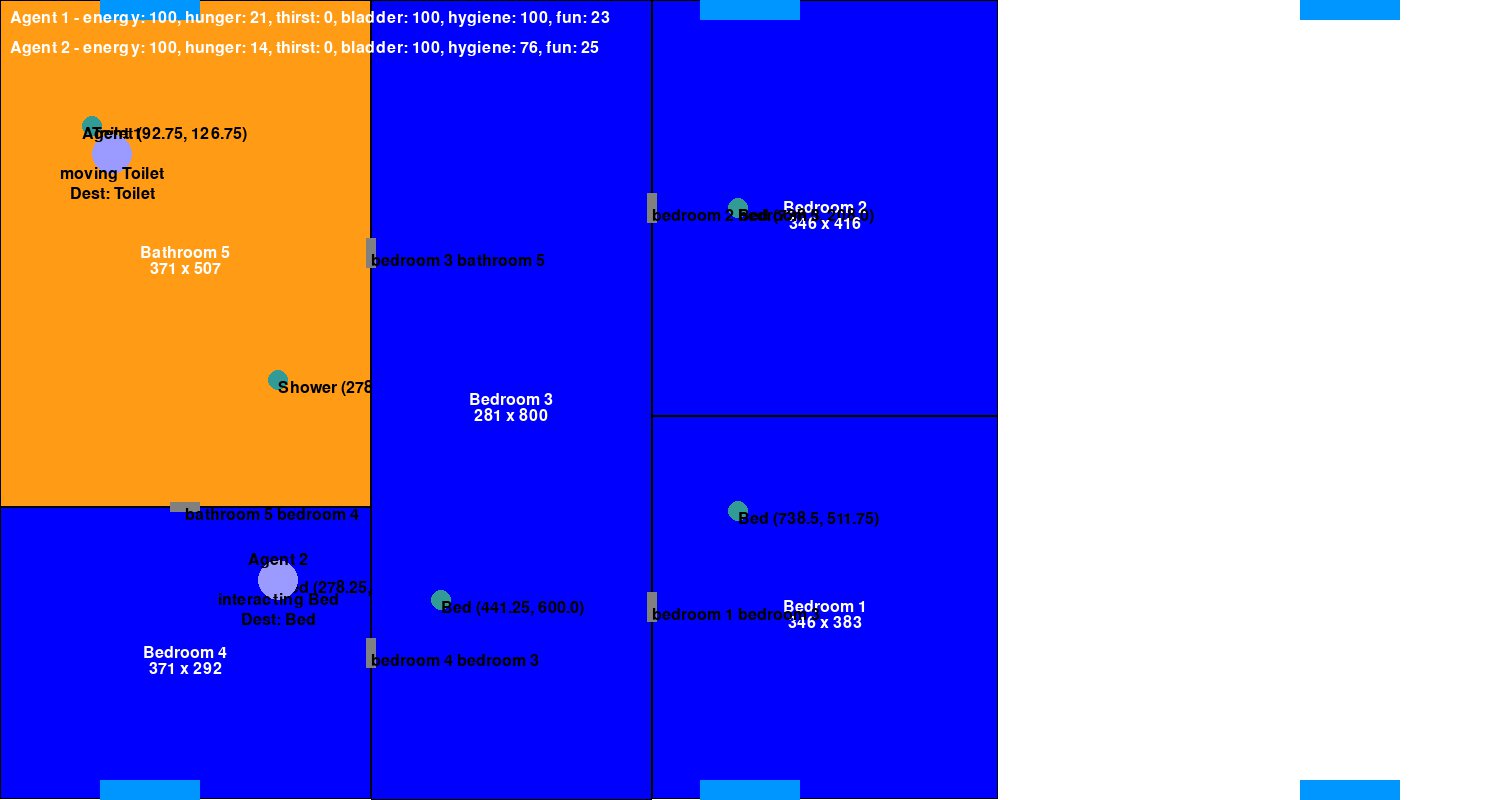 Agent 1 - energy: 100, hunger: 21, thirst: 0, bladder: 100, hygiene: 100, fun: 23
Agent 2 - energy: 100, hunger: 14, thirst: 0, bladder: 100, hygiene: 76, fun: 25
Agent 1
Toilet (92.75, 126.75)
moving Toilet
Dest: Toilet
Bedroom 2
346 x 416
bedroom 2
Bed
Bathroom 5
371 x 507
bedroom 3 bathroom 5
Shower (278
Bedroom 3
281 x 800
bathroom 5 bedroom 4
Bed (738.5, 511.75)
Agent 2
d (278.25,
interacting Bed
Dest: Bed
Bed (441.25, 600.0)
bedroom 1 bedroom
Bedroom 1
346 x 383
Bedroom 4
371 x 292
bedroom 4 bedroom 3